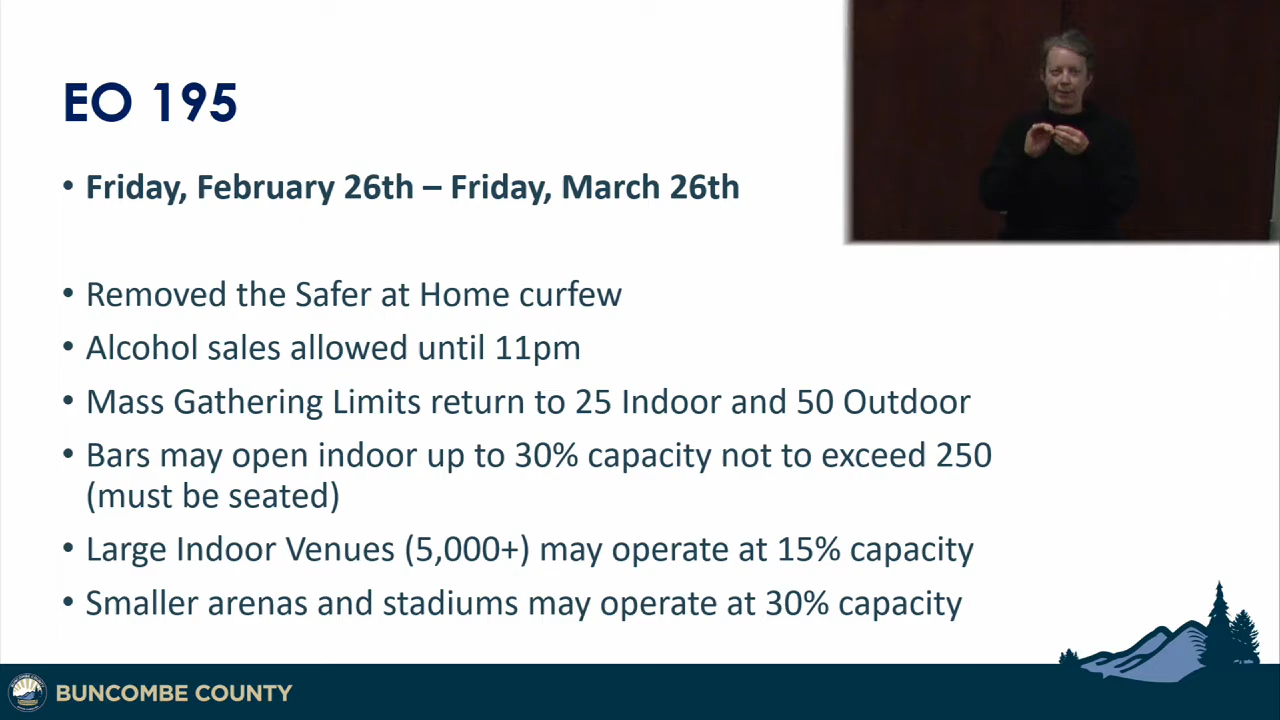 EO 195
• Friday, February 26th – Friday, March 26th
• Removed the Safer at Home curfew
• Alcohol sales allowed until 11pm
• Mass Gathering Limits return to 25 Indoor and 50 Outdoor
• Bars may open indoor up to 30% capacity not to exceed 250
(must be seated)
• Large Indoor Venues (5,000+) may operate at 15% capacity
• Smaller arenas and stadiums may operate at 30% capacity
BUNCOMBE COUNTY